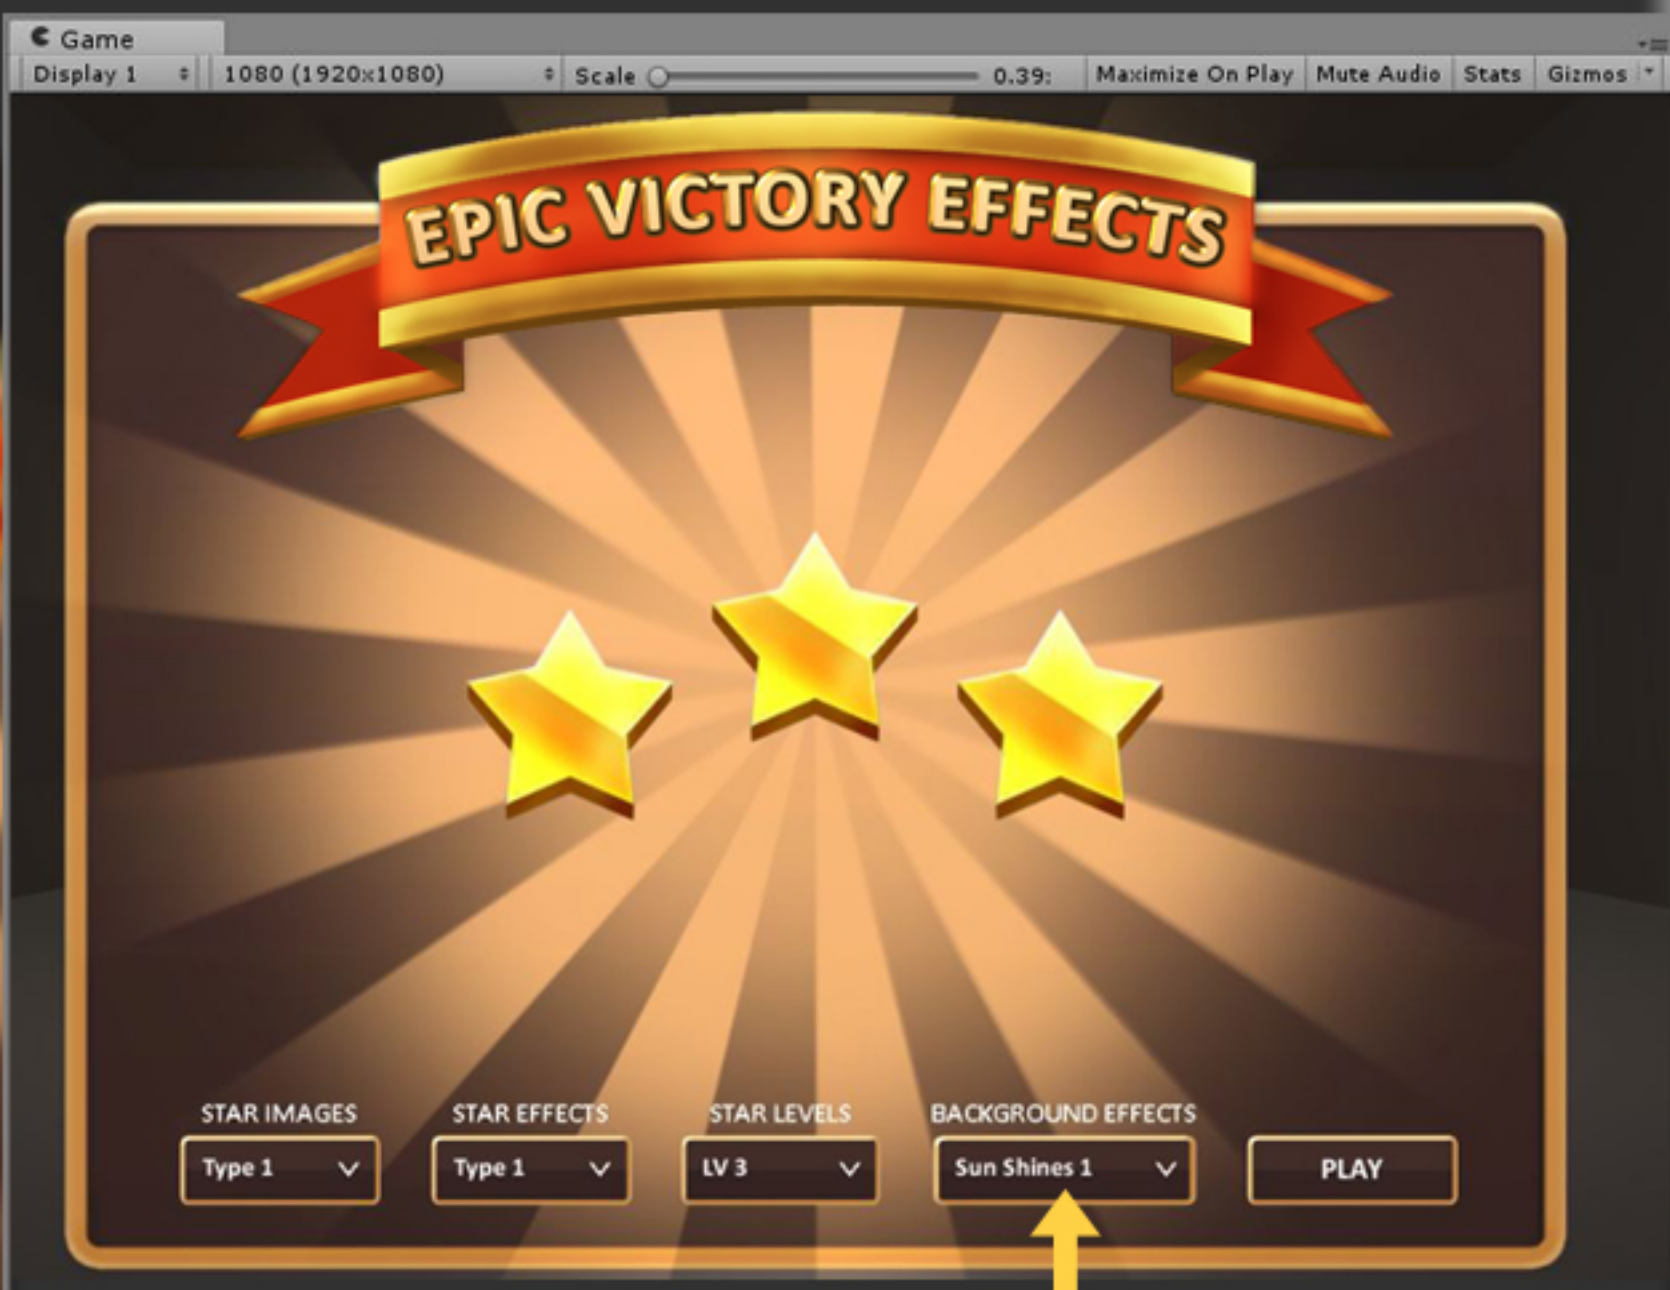 Game
Display 1 1080 (1920x1080) Scale 0.39: Maximize On Play Mute Audio Stats Gizmos
EPIC VICTORY EFFECTS
STAR IMAGES STAR EFFECTS STAR LEVELS BACKGROUND EFFECTS
Type 1 Type 1 LV 3 Sun Shines 1 PLAY